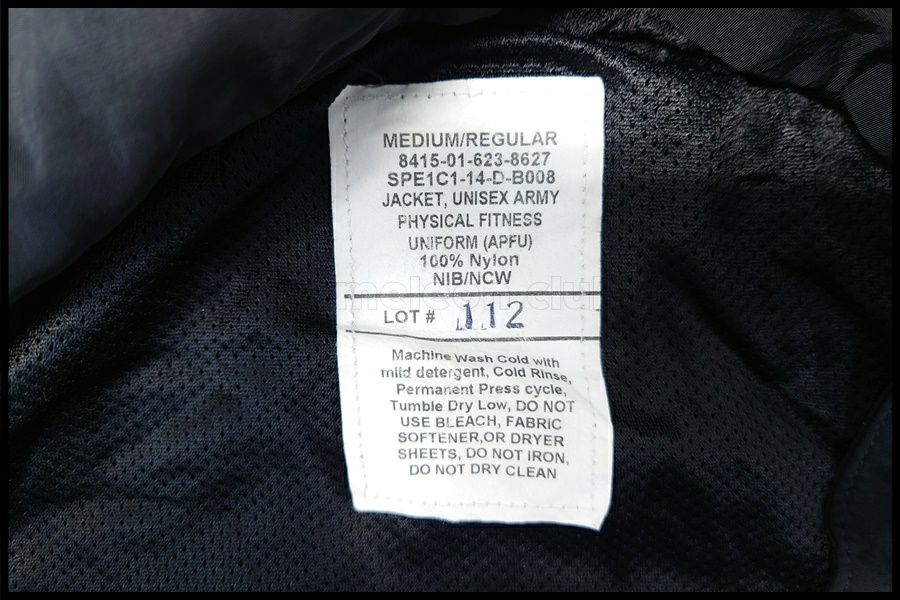 MEDIUM/REGULAR
8415-01-623-8627
SPE1C1-14-D-B008
JACKET, UNISEX ARMY
PHYSICAL FITNESS
UNIFORM (APFU)
100% Nylon
NIB/NCW
LOT # 112
Machine Wash Cold with
mild detergent, Cold Rinse,
Permanent Press cycle,
Tumble Dry Low, DO NOT
USE BLEACH, FABRIC
SOFTENER,OR DRYER
SHEETS, DO NOT IRON,
DO NOT DRY CLEAN